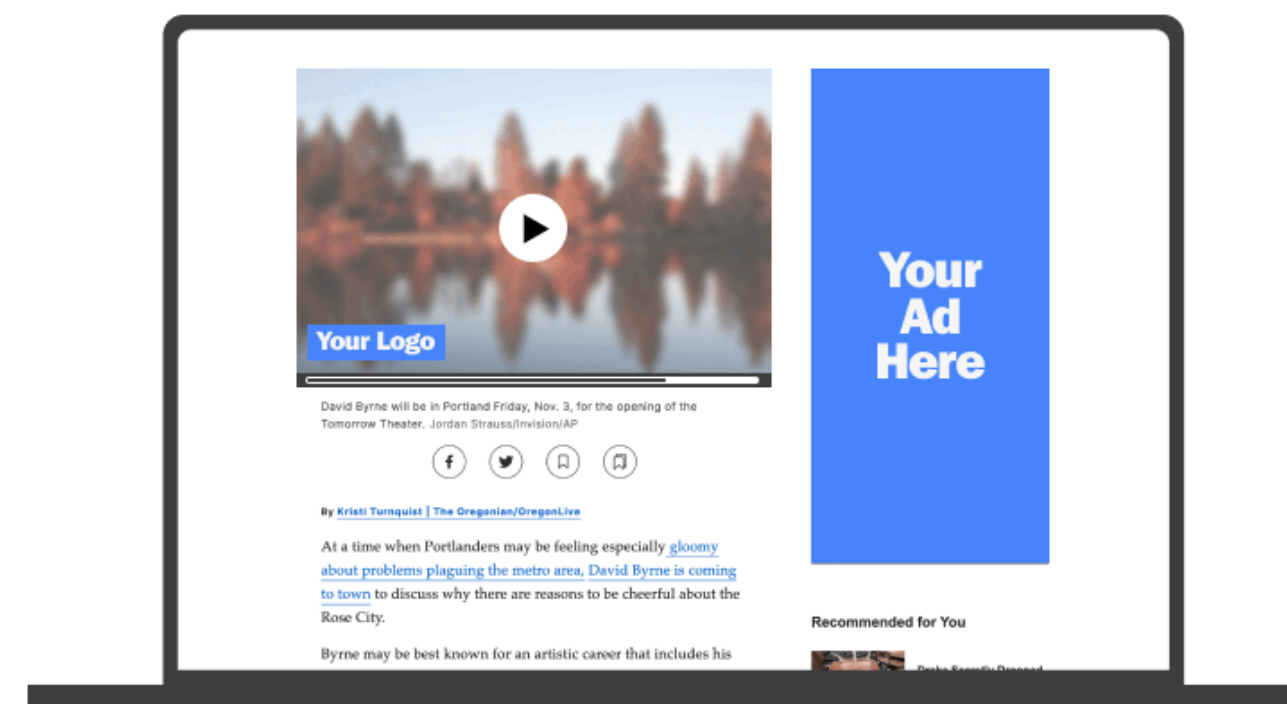 Your Logo
David Byrne will be in Portland Friday, Nov. 3, for the opening of the
Tomorrow Theater. Jordan Strauss/Invision/AP
By Kristi Turnquist | The Oregonian/OregonLive
At a time when Portlanders may be feeling especially gloomy
about problems plaguing the metro area, David Byrne is coming
to town to discuss why there are reasons to be cheerful about the
Rose City.
Byrne may be best known for an artistic career that includes his
Your
Ad
Here
Recommended for You
Drake Secretly Dropped